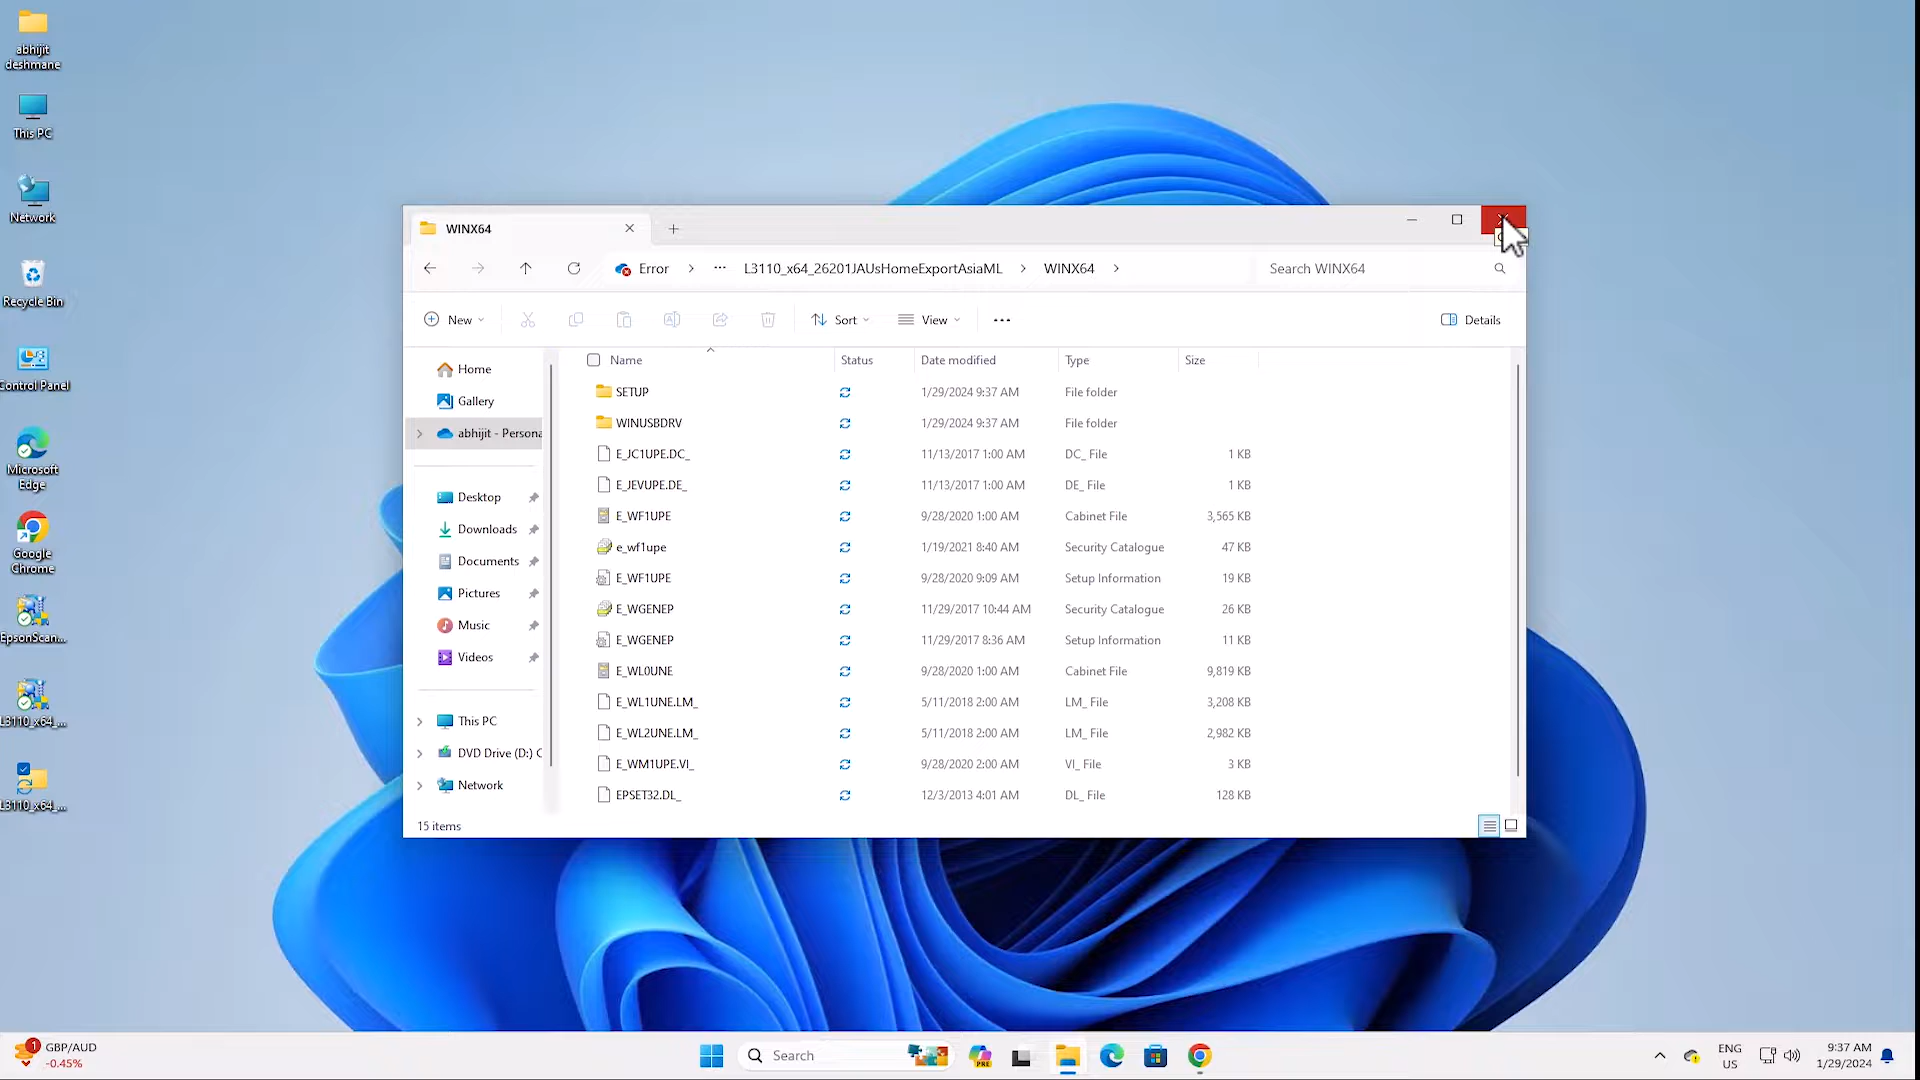 abhijit
deshmane
This PC
Network
Recycle Bin
Control Panel
Microsoft
Edge
Google
Chrome
EpsonScan...
L3110_x64_...
L3110_x64_...
WINX64
Error › ... L3110_x64_26201JAUsHomeExportAsiaML › WINX64 ›
Search WINX64
New
Sort
View
Details
Home
Gallery
abhijit - Persona
Desktop
Downloads
Documents
Pictures
Music
Videos
This PC
DVD Drive (D:) C
Network
Name Status Date modified Type Size
SETUP 1/29/2024 9:37 AM File folder
WINUSBDRV 1/29/2024 9:37 AM File folder
E_JC1UPE.DC_ 11/13/2017 1:00 AM DC_ File 1 KB
E_JEVUPE.DE_ 11/13/2017 1:00 AM DE_ File 1 KB
E_WF1UPE 9/28/2020 1:00 AM Cabinet File 3,565 KB
e_wf1upe 1/19/2021 8:40 AM Security Catalogue 47 KB
E_WF1UPE 9/28/2020 9:09 AM Setup Information 19 KB
E_WGENEP 11/29/2017 10:44 AM Security Catalogue 26 KB
E_WGENEP 11/29/2017 8:36 AM Setup Information 11 KB
E_WL0UNE 9/28/2020 1:00 AM Cabinet File 9,819 KB
E_WL1UNE.LM_ 5/11/2018 2:00 AM LM_ File 3,208 KB
E_WL2UNE.LM_ 5/11/2018 2:00 AM LM_ File 2,982 KB
E_WM1UPE.VI_ 9/28/2020 2:00 AM VI_ File 3 KB
EPSET32.DL_ 12/3/2013 4:01 AM DL_ File 128 KB
15 items
1
GBP/AUD
-0.45%
Search
PRE
ENG
US
9:37 AM
1/29/2024